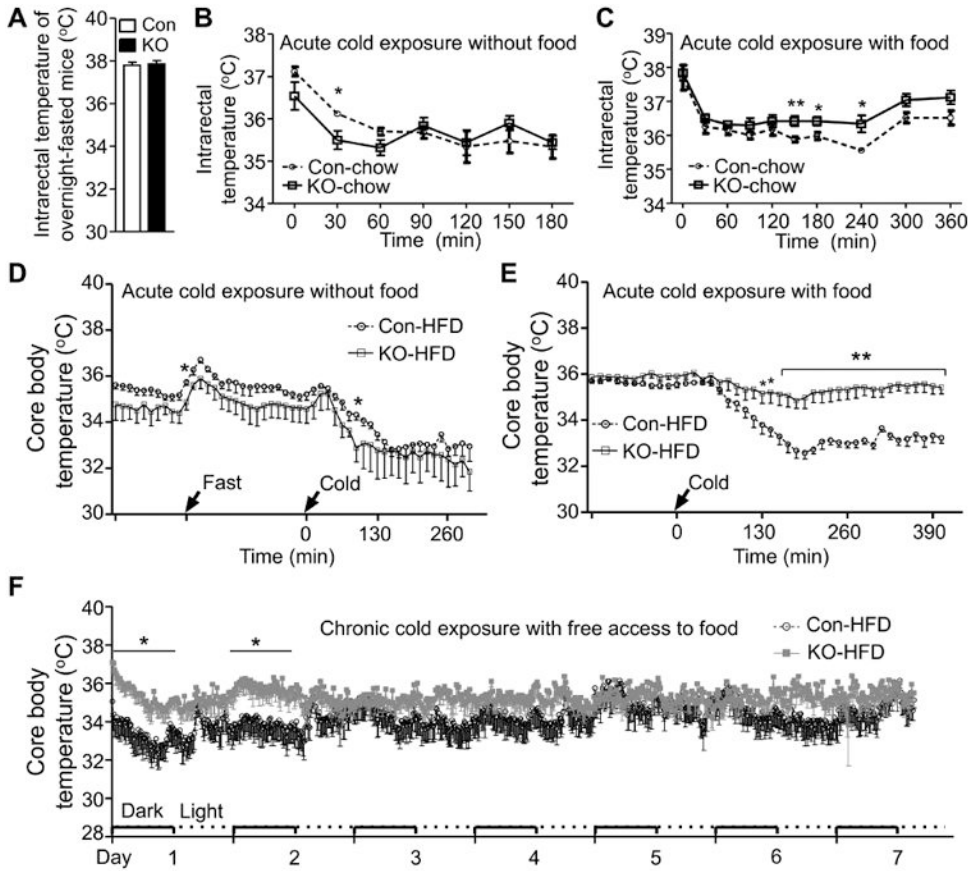 A
Intrarectal temperature of
overnight-fasted mice (°C)
40
38
36
34
32
30
Con
KO
B
Acute cold exposure without food
Intrarectal
temperature (°C)
38
37
36
35
34
*
Con-chow
KO-chow
0 30 60 90 120 150 180
Time (min)
C
Acute cold exposure with food
Intrarectal
temperature (°C)
39
38
37
36
35
34
** * *
Con-chow
KO-chow
0 60 120 180 240 300 360
Time (min)
D
Acute cold exposure without food
Core body
temperature (°C)
40
38
36
34
32
30
Con-HFD
KO-HFD
*
*
Fast
Cold
0 130 260
Time (min)
E
Acute cold exposure with food
Core body
temperature (°C)
40
38
36
34
32
30
**
**
Con-HFD
KO-HFD
Cold
0 130 260 390
Time (min)
F
Chronic cold exposure with free access to food
Con-HFD
KO-HFD
Core body
temperature (°C)
40
38
36
34
32
30
28
* *
Dark Light
Day 1 2 3 4 5 6 7